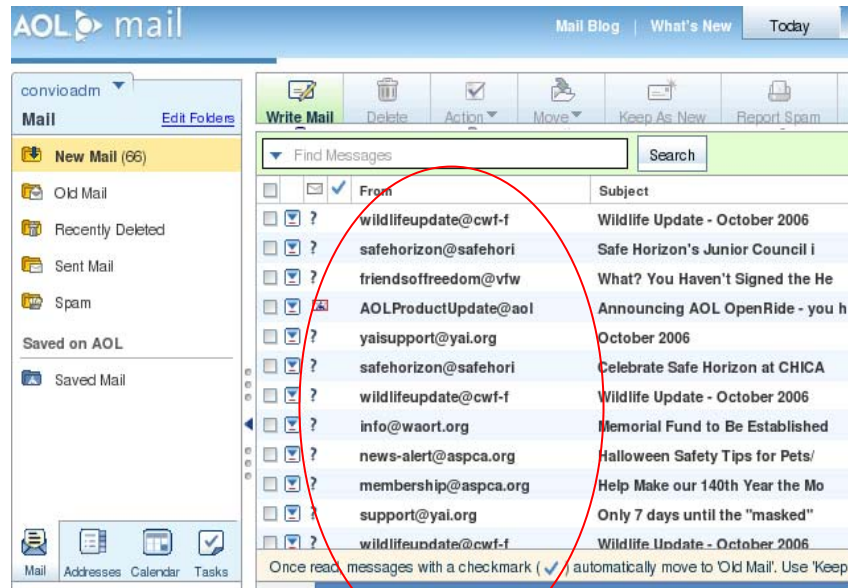 AOL mail
Mail Blog | What's New Today
convioadm
Mail Edit Folders
New Mail (66)
Old Mail
Recently Deleted
Sent Mail
Spam
Saved on AOL
Saved Mail
Mail Addresses Calendar Tasks
Write Mail Delete Action Move Keep As New Report Spam
Find Messages Search
From Subject
? wildlifeupdate@cwf-f Wildlife Update - October 2006
? safehorizon@safehori Safe Horizon's Junior Council i
? friendsoffreedom@vfw What? You Haven't Signed the He
AOLProductUpdate@aol Announcing AOL OpenRide - you h
? yaisupport@yai.org October 2006
? safehorizon@safehori Celebrate Safe Horizon at CHICA
? wildlifeupdate@cwf-f Wildlife Update - October 2006
? info@waort.org Memorial Fund to Be Established
? news-alert@aspca.org Halloween Safety Tips for Pets/
? membership@aspca.org Help Make our 140th Year the Mo
? support@yai.org Only 7 days until the "masked"
? wildlifeupdate@cwf-f Wildlife Update - October 2006
Once read, messages with a checkmark (✓) automatically move to 'Old Mail'. Use 'Keep